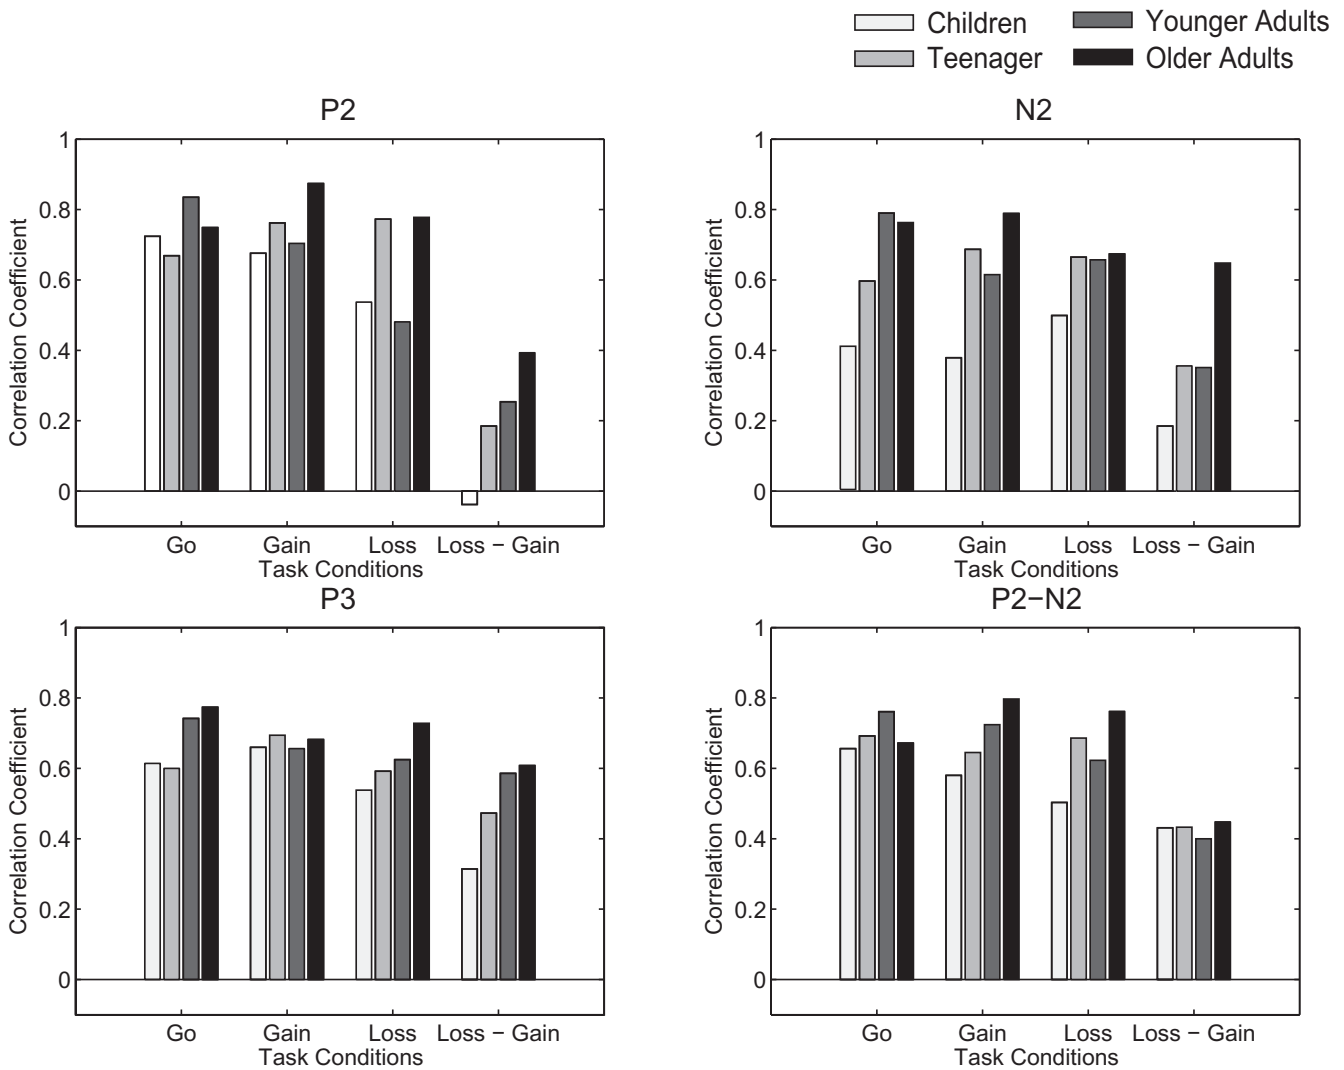 Children
Younger Adults
Teenager
Older Adults
P2
1
0.8
0.6
0.4
0.2
0
Correlation Coefficient
Go
Gain
Loss
Loss − Gain
Task Conditions
N2
1
0.8
0.6
0.4
0.2
0
Correlation Coefficient
Go
Gain
Loss
Loss − Gain
Task Conditions
P3
1
0.8
0.6
0.4
0.2
0
Correlation Coefficient
Go
Gain
Loss
Loss − Gain
Task Conditions
P2−N2
1
0.8
0.6
0.4
0.2
0
Correlation Coefficient
Go
Gain
Loss
Loss − Gain
Task Conditions